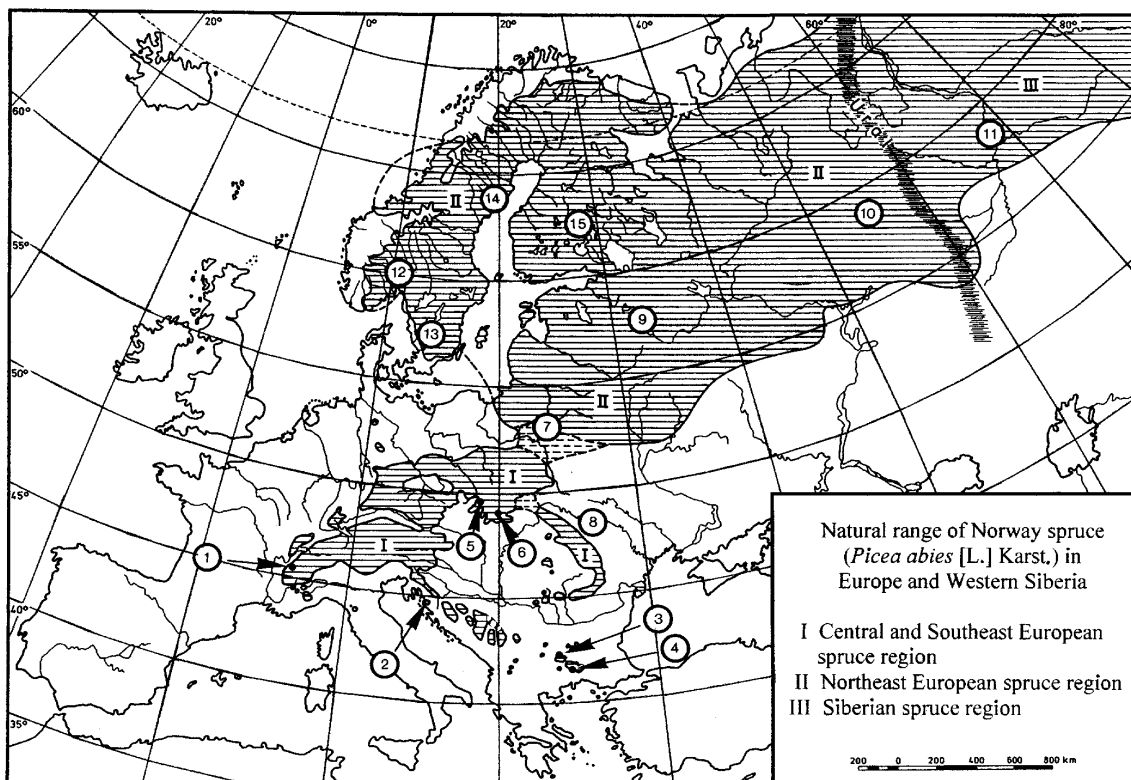 20°
0°
20°
40°
60°
80°
60°
55°
50°
45°
40°
35°
Ural
III
11
II
10
II
14
15
12
13
9
II
7
I
8
5
6
I
I
1
2
3
4
Natural range of Norway spruce
(Picea abies [L.] Karst.) in
Europe and Western Siberia
I Central and Southeast European
spruce region
II Northeast European spruce region
III Siberian spruce region
200 0 200 400 600 800 km